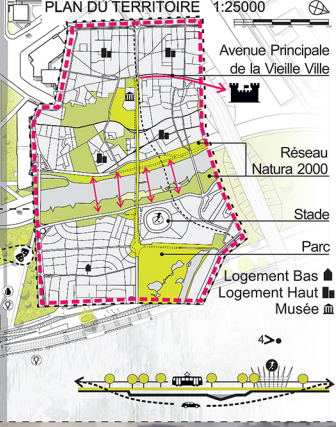 PLAN DU TERRITOIRE 1:25000
Avenue Principale
de la Vieille Ville
Réseau
Natura 2000
Stade
Parc
Logement Bas
Logement Haut
Musée
4